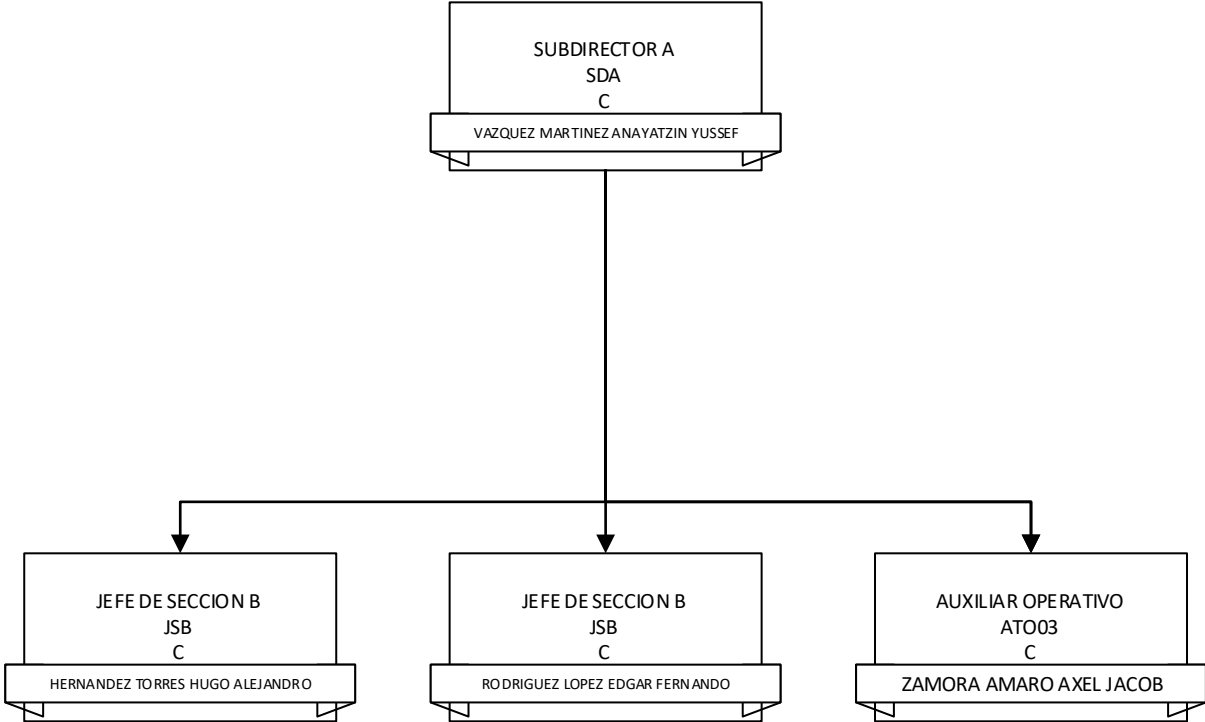 SUBDIRECTOR A
SDA
C
VAZQUEZ MARTINEZ ANAYATZIN YUSSEF
JEFE DE SECCION B
JSB
C
HERNANDEZ TORRES HUGO ALEJANDRO
JEFE DE SECCION B
JSB
C
RODRIGUEZ LOPEZ EDGAR FERNANDO
AUXILIAR OPERATIVO
ATO03
C
ZAMORA AMARO AXEL JACOB